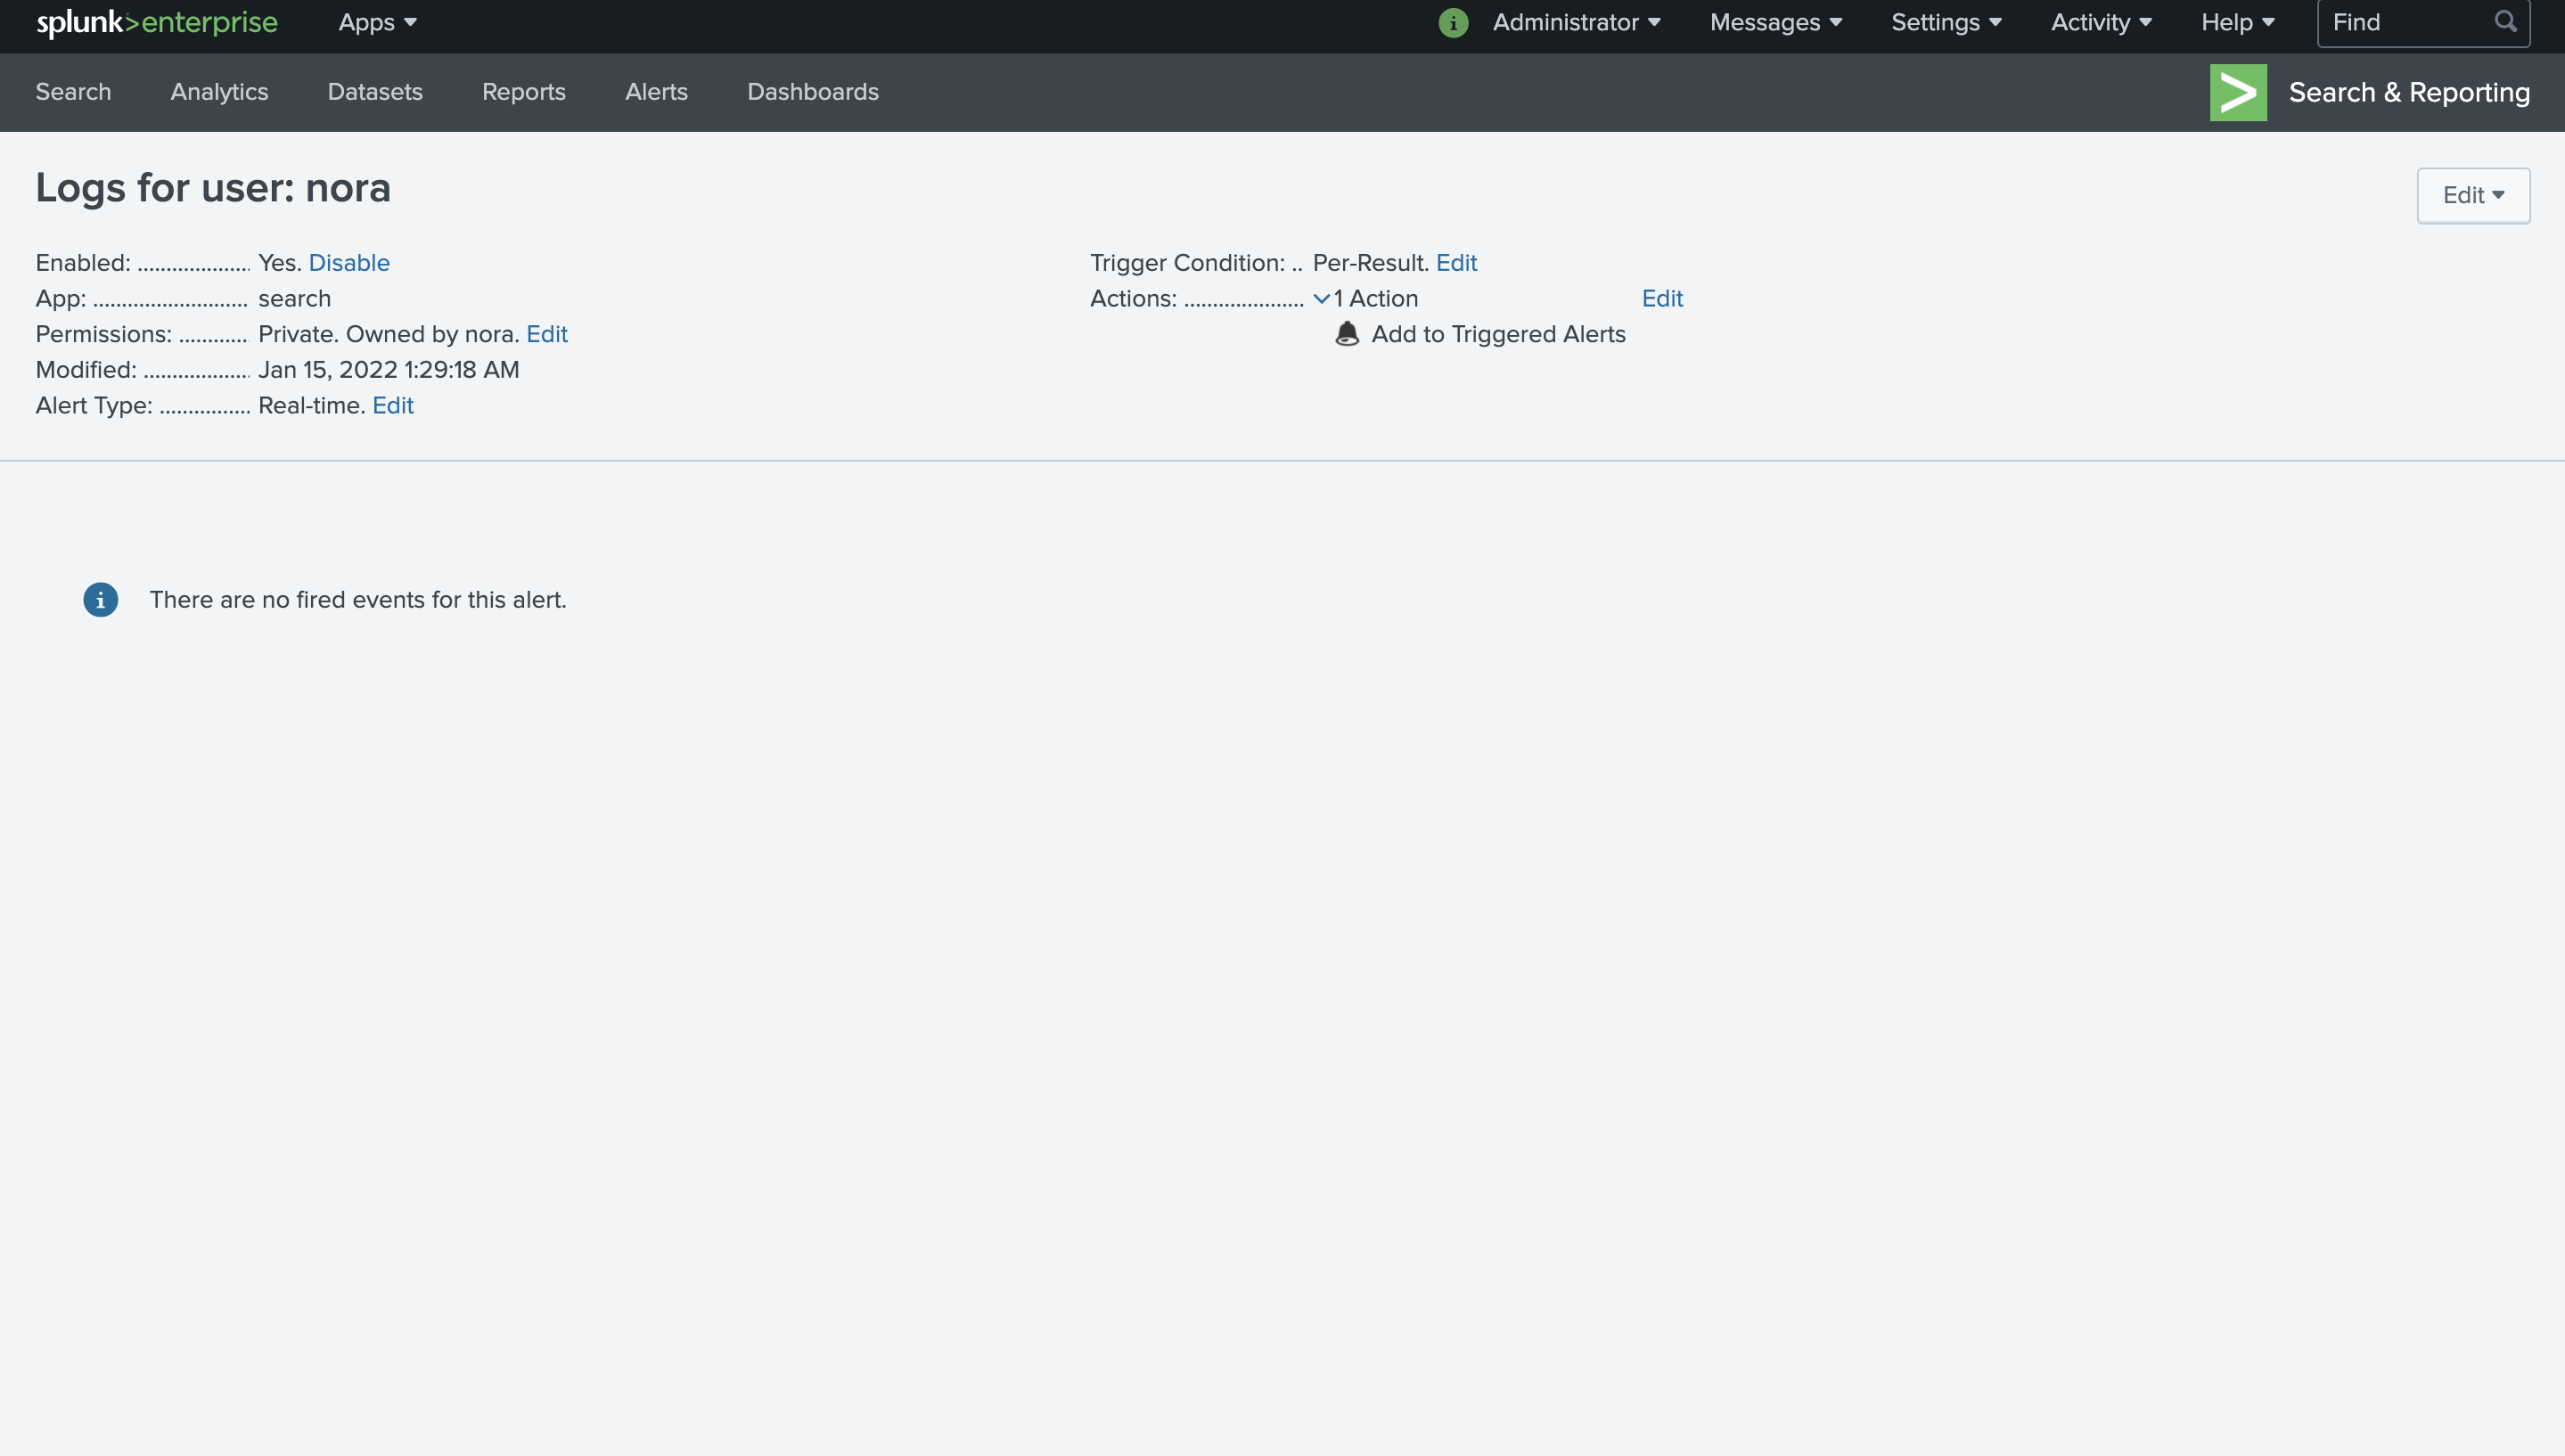 splunk>enterprise Apps Administrator Messages Settings Activity Help Find
Search Analytics Datasets Reports Alerts Dashboards Search & Reporting
Logs for user: nora
Edit
Enabled: .................... Yes. Disable
App: ........................... search
Permissions: ............ Private. Owned by nora. Edit
Modified: ................... Jan 15, 2022 1:29:18 AM
Alert Type: ................ Real-time. Edit
Trigger Condition: .. Per-Result. Edit
Actions: ..................... 1 Action Edit
Add to Triggered Alerts
There are no fired events for this alert.